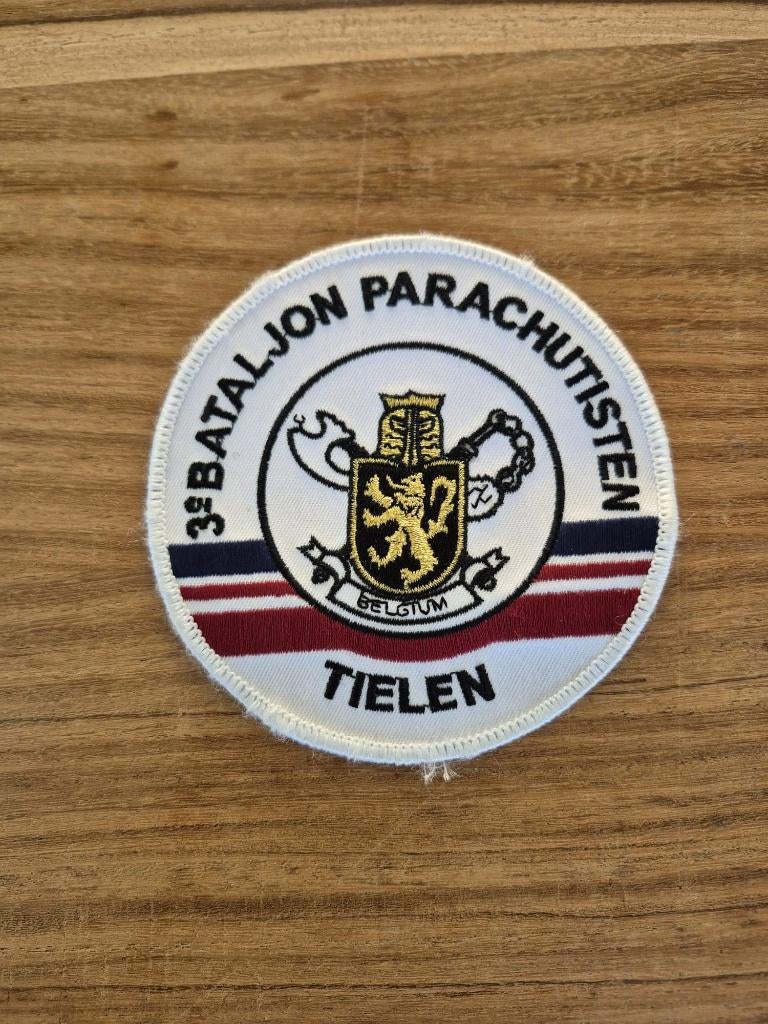 3e BATALJON PARACHUTISTEN
BELGIUM
TIELEN